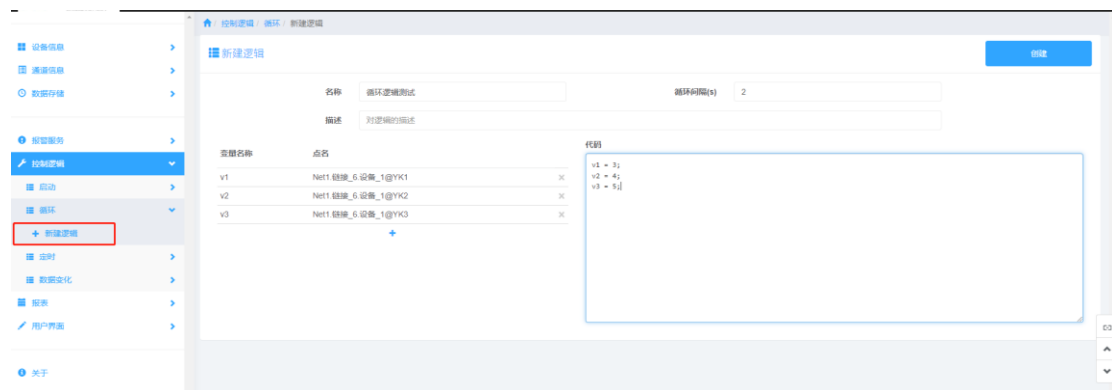 控制逻辑 / 循环 / 新建逻辑
设备信息
通道信息
数据存储
报警服务
控制逻辑
启动
循环
新建逻辑
定时
数据变化
报表
用户界面
关于
新建逻辑
创建
名称 循环逻辑测试 循环间隔(s) 2
描述 对逻辑的描述
变量名称 点名
v1 Net1.链接_6.设备_1@YK1
v2 Net1.链接_6.设备_1@YK2
v3 Net1.链接_6.设备_1@YK3
代码
v1 = 3;
v2 = 4;
v3 = 5;